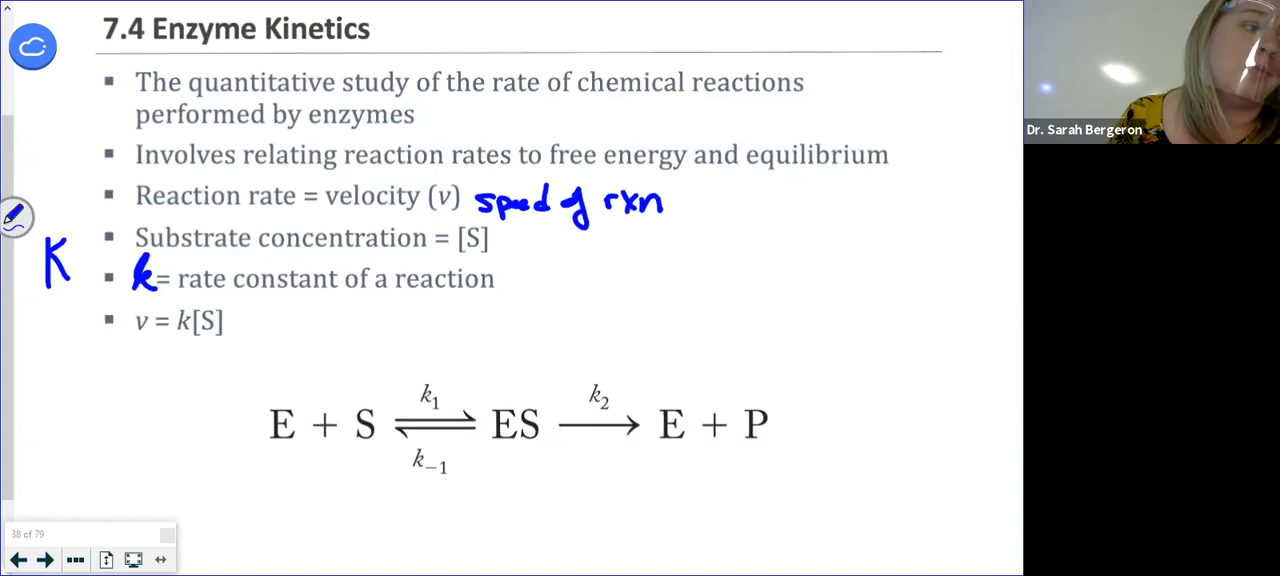 7.4 Enzyme Kinetics
▪ The quantitative study of the rate of chemical reactions
performed by enzymes
▪ Involves relating reaction rates to free energy and equilibrium
▪ Reaction rate = velocity (v) speed of rxn
▪ Substrate concentration = [S]
K
▪ k = rate constant of a reaction
▪ v = k[S]
k₁ k₂
E + S ⇌ ES ⟶ E + P
k₋₁
38 of 79
Dr. Sarah Bergeron